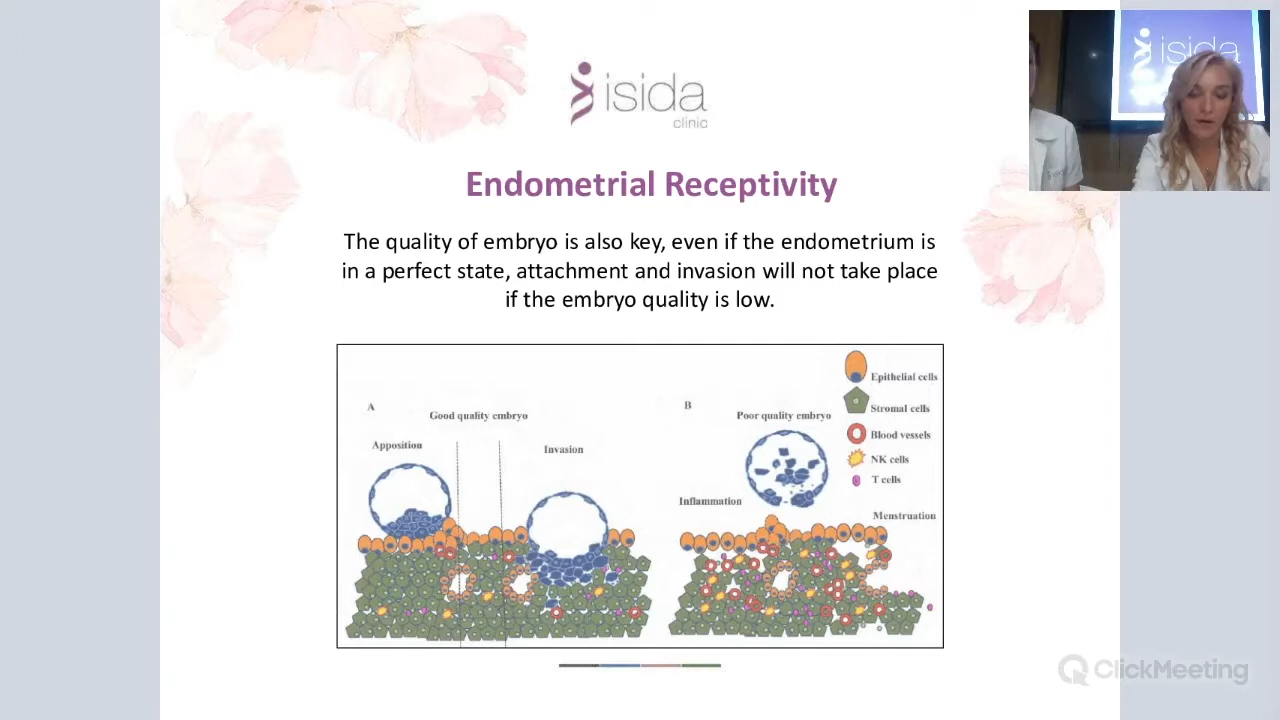 isida
clinic
isida
Endometrial Receptivity
The quality of embryo is also key, even if the endometrium is
in a perfect state, attachment and invasion will not take place
if the embryo quality is low.
A
Good quality embryo
Apposition
Invasion
B
Poor quality embryo
Inflammation
Menstruation
Epithelial cells
Stromal cells
Blood vessels
NK cells
T cells
ClickMeeting